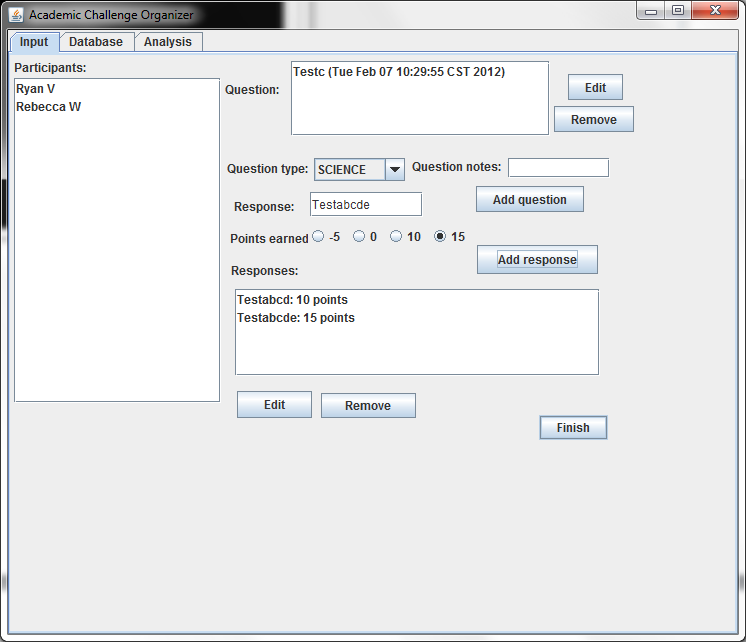 Academic Challenge Organizer
Input Database Analysis
Participants:
Ryan V
Rebecca W
Question:
Testc (Tue Feb 07 10:29:55 CST 2012)
Edit
Remove
Question type: SCIENCE Question notes:
Response: Testabcde Add question
Points earned -5 0 10 15
Add response
Responses:
Testabcd: 10 points
Testabcde: 15 points
Edit Remove
Finish